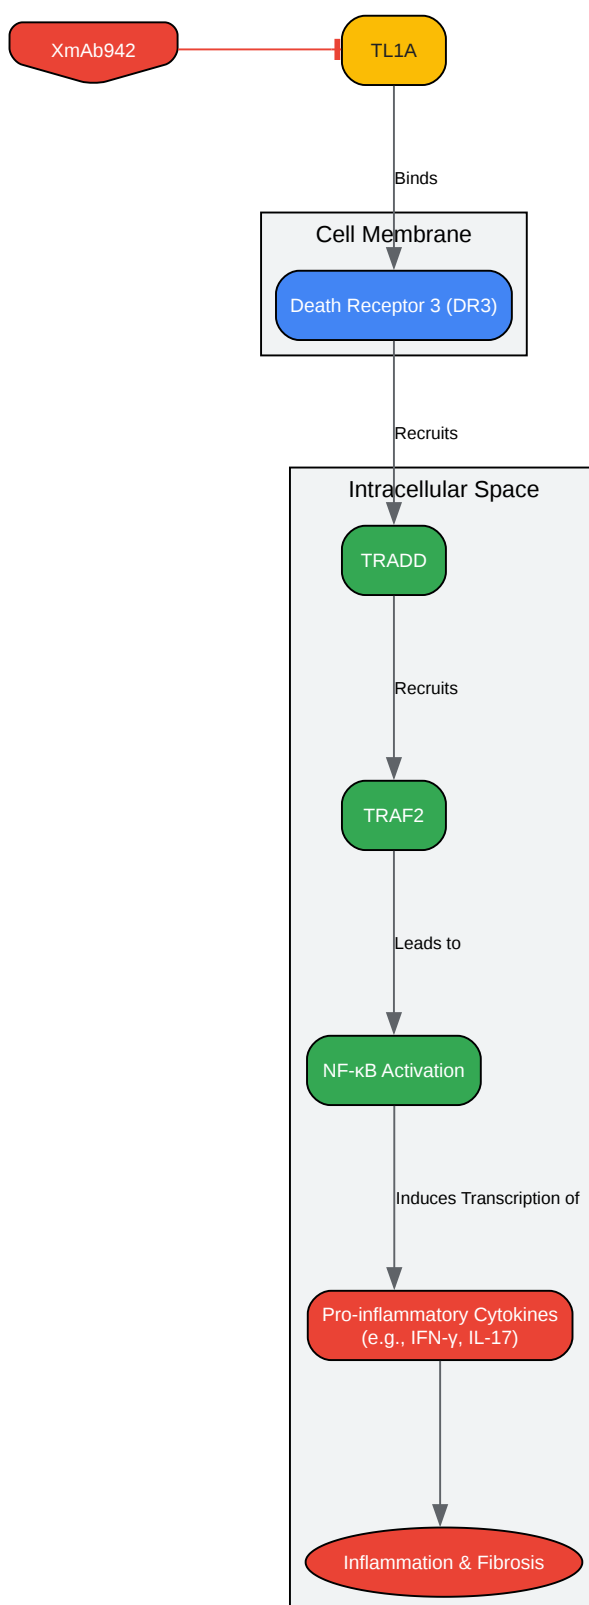 XmAb942
TL1A
Binds
Cell Membrane
Death Receptor 3 (DR3)
Recruits
Intracellular Space
TRADD
Recruits
TRAF2
Leads to
NF-κB Activation
Induces Transcription of
Pro-inflammatory Cytokines
(e.g., IFN-γ, IL-17)
Inflammation & Fibrosis